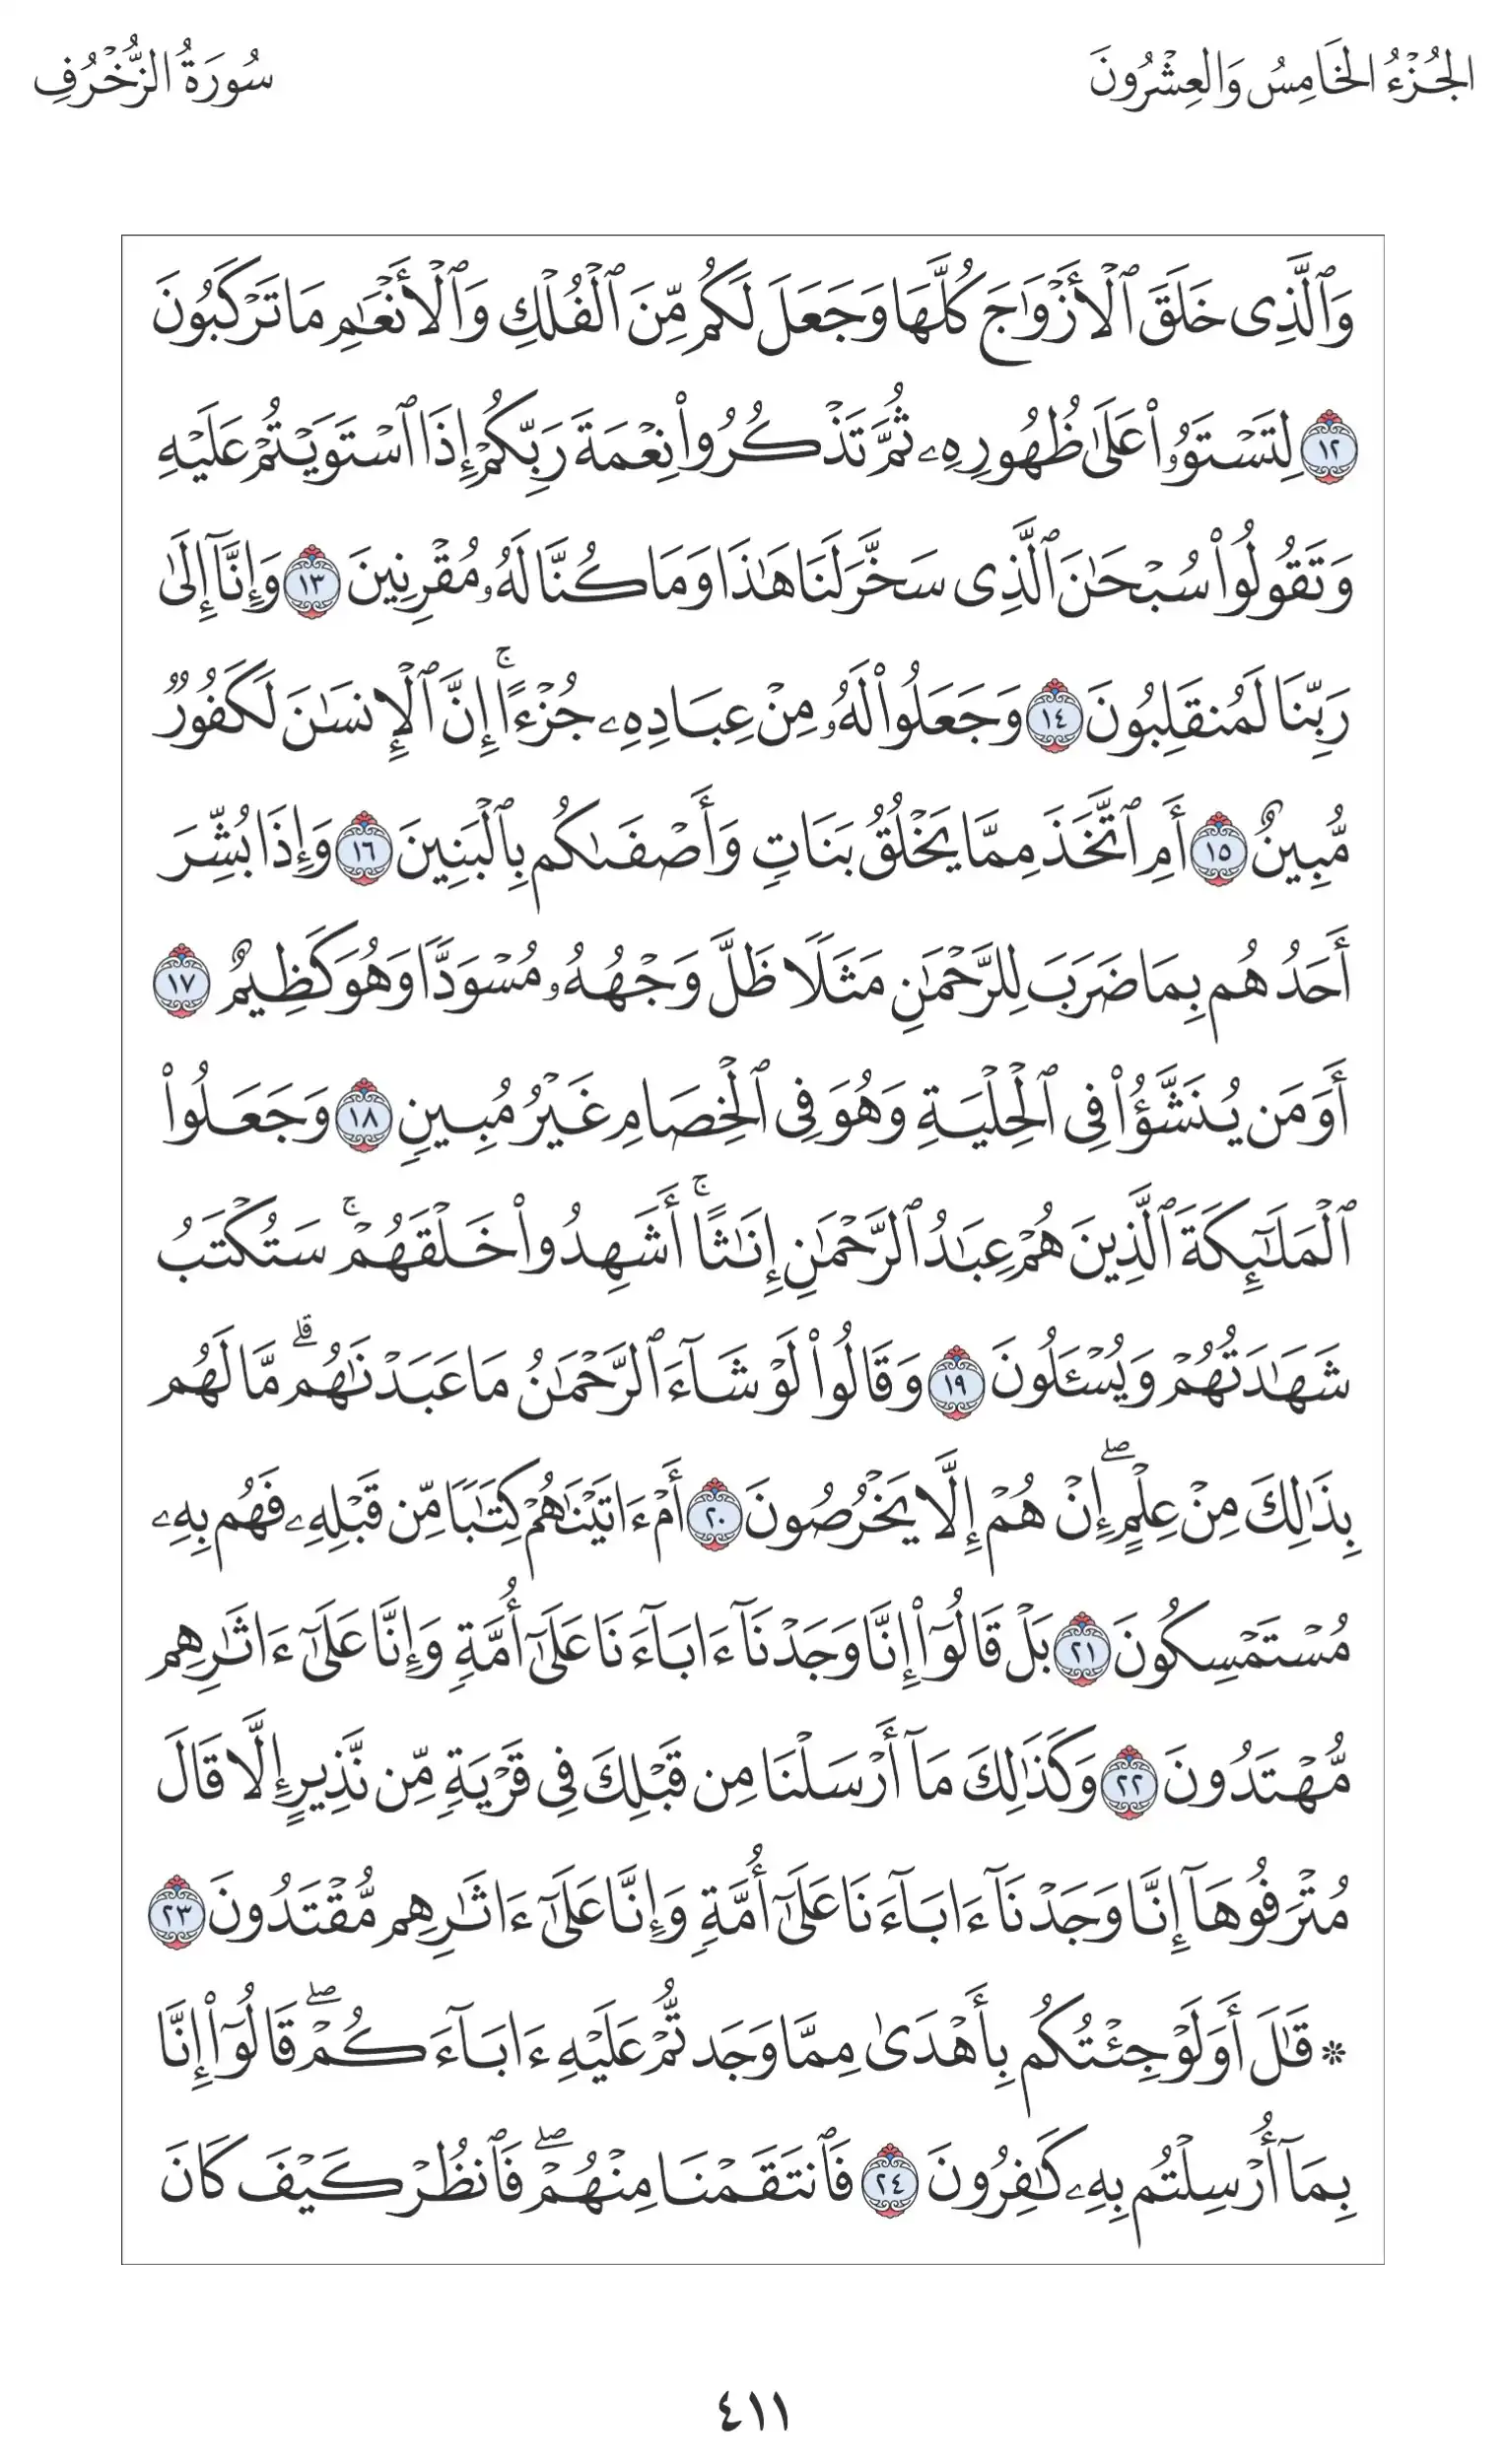 الجُزْءُ الخَامِسُ وَالعِشْرُونَ
سُورَةُ الزُّخْرُفِ
وَٱلَّذِى خَلَقَ ٱلْأَزْوَٰجَ كُلَّهَا وَجَعَلَ لَكُم مِّنَ ٱلْفُلْكِ وَٱلْأَنْعَٰمِ مَا تَرْكَبُونَ
١٢ لِتَسْتَوُۥا۟ عَلَىٰ ظُهُورِهِۦ ثُمَّ تَذْكُرُوا۟ نِعْمَةَ رَبِّكُمْ إِذَا ٱسْتَوَيْتُمْ عَلَيْهِ
وَتَقُولُوا۟ سُبْحَٰنَ ٱلَّذِى سَخَّرَ لَنَا هَٰذَا وَمَا كُنَّا لَهُۥ مُقْرِنِينَ ١٣ وَإِنَّآ إِلَىٰ
رَبِّنَا لَمُنقَلِبُونَ ١٤ وَجَعَلُوا۟ لَهُۥ مِنْ عِبَادِهِۦ جُزْءًا ۚ إِنَّ ٱلْإِنسَٰنَ لَكَفُورٌ
مُّبِينٌ ١٥ أَمِ ٱتَّخَذَ مِمَّا يَخْلُقُ بَنَاتٍ وَأَصْفَىٰكُم بِٱلْبَنِينَ ١٦ وَإِذَا بُشِّرَ
أَحَدُهُم بِمَا ضَرَبَ لِلرَّحْمَٰنِ مَثَلًا ظَلَّ وَجْهُهُۥ مُسْوَدًّا وَهُوَ كَظِيمٌ ١٧
أَوَمَن يُنَشَّؤُا۟ فِى ٱلْحِلْيَةِ وَهُوَ فِى ٱلْخِصَامِ غَيْرُ مُبِينٍ ١٨ وَجَعَلُوا۟
ٱلْمَلَٰٓئِكَةَ ٱلَّذِينَ هُمْ عِبَٰدُ ٱلرَّحْمَٰنِ إِنَٰثًا ۚ أَشَهِدُوا۟ خَلْقَهُمْ ۚ سَتُكْتَبُ
شَهَٰدَتُهُمْ وَيُسْـَٔلُونَ ١٩ وَقَالُوا۟ لَوْ شَآءَ ٱلرَّحْمَٰنُ مَا عَبَدْنَٰهُم ۗ مَّا لَهُم
بِذَٰلِكَ مِنْ عِلْمٍ ۖ إِنْ هُمْ إِلَّا يَخْرُصُونَ ٢٠ أَمْ ءَاتَيْنَٰهُمْ كِتَٰبًا مِّن قَبْلِهِۦ فَهُم بِهِۦ
مُسْتَمْسِكُونَ ٢١ بَلْ قَالُوٓا۟ إِنَّا وَجَدْنَآ ءَابَآءَنَا عَلَىٰٓ أُمَّةٍ وَإِنَّا عَلَىٰٓ ءَاثَٰرِهِم
مُّهْتَدُونَ ٢٢ وَكَذَٰلِكَ مَآ أَرْسَلْنَا مِن قَبْلِكَ فِى قَرْيَةٍ مِّن نَّذِيرٍ إِلَّا قَالَ
مُتْرَفُوهَآ إِنَّا وَجَدْنَآ ءَابَآءَنَا عَلَىٰٓ أُمَّةٍ وَإِنَّا عَلَىٰٓ ءَاثَٰرِهِم مُّقْتَدُونَ ٢٣
* قَٰلَ أَوَلَوْ جِئْتُكُم بِأَهْدَىٰ مِمَّا وَجَدتُّمْ عَلَيْهِ ءَابَآءَكُمْ ۖ قَالُوٓا۟ إِنَّا
بِمَآ أُرْسِلْتُم بِهِۦ كَٰفِرُونَ ٢٤ فَٱنتَقَمْنَا مِنْهُمْ ۖ فَٱنظُرْ كَيْفَ كَانَ
٤١١